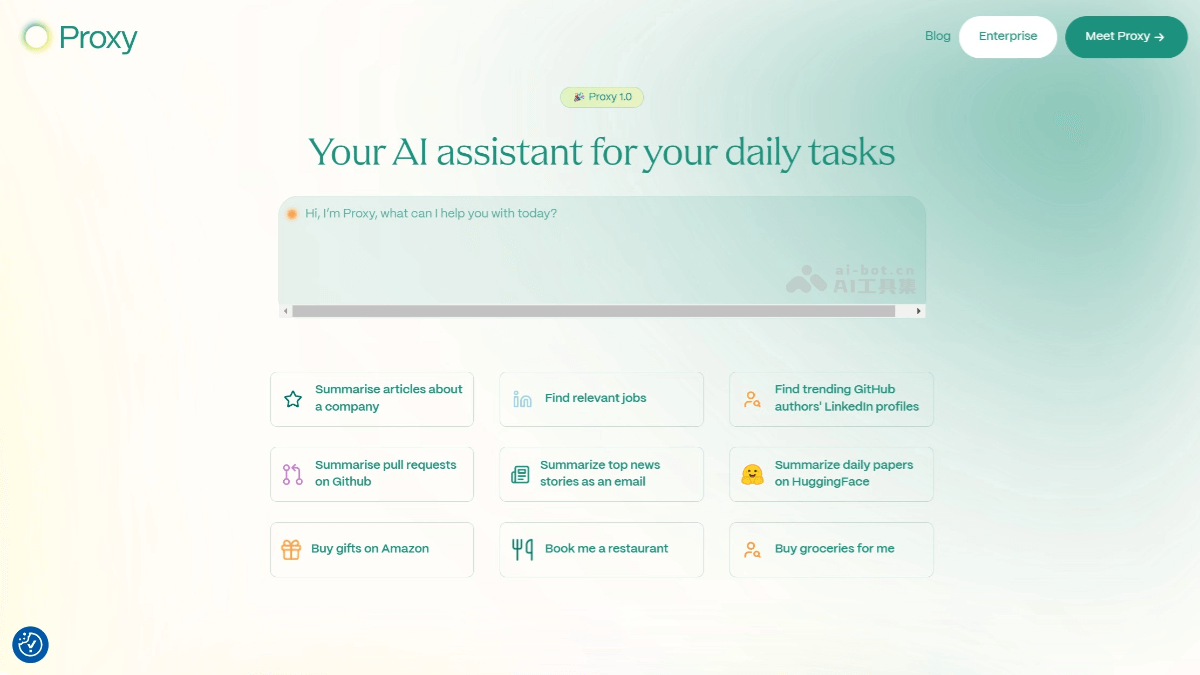 Proxy
Blog
Enterprise
Meet Proxy →
Proxy 1.0
Your AI assistant for your daily tasks
Hi, I'm Proxy, what can I help you with today?
ai-bot.cn
AI工具集
Summarise articles about
a company
Find relevant jobs
Find trending GitHub
authors' LinkedIn profiles
Summarise pull requests
on Github
Summarize top news
stories as an email
Summarize daily papers
on HuggingFace
Buy gifts on Amazon
Book me a restaurant
Buy groceries for me